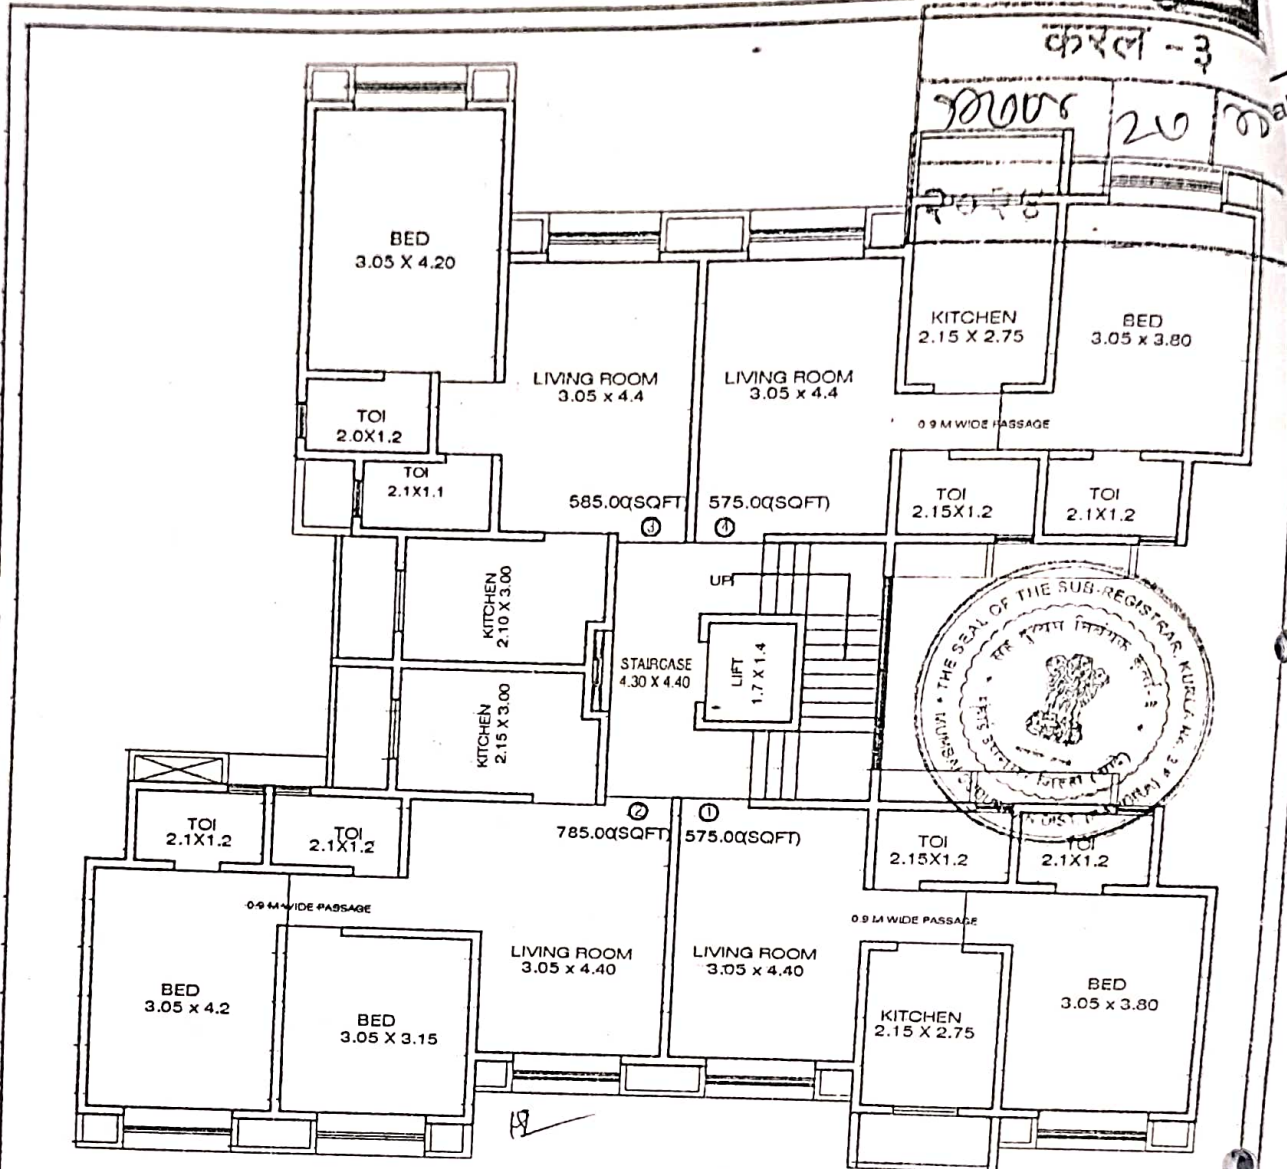 करल - ३
20
२०२४
BED
3.05 X 4.20
KITCHEN
2.15 X 2.75
BED
3.05 x 3.80
LIVING ROOM
3.05 x 4.4
LIVING ROOM
3.05 x 4.4
0.9 M WIDE PASSAGE
TOI
2.0X1.2
TOI
2.1X1.1
585.00(SQFT)
3
575.00(SQFT)
4
TOI
2.15X1.2
TOI
2.1X1.2
KITCHEN
2.10 X 3.00
UP
STAIRCASE
4.30 X 4.40
LIFT
1.7 X 1.4
KITCHEN
2.15 X 3.00
THE SEAL OF THE SUB-REGISTRAR, KURLA
TOI
2.1X1.2
TOI
2.1X1.2
2
785.00(SQFT)
1
575.00(SQFT)
TOI
2.15X1.2
TOI
2.1X1.2
0.9 M WIDE PASSAGE
0.9 M WIDE PASSAGE
BED
3.05 x 4.2
BED
3.05 X 3.15
LIVING ROOM
3.05 x 4.40
LIVING ROOM
3.05 x 4.40
KITCHEN
2.15 X 2.75
BED
3.05 x 3.80